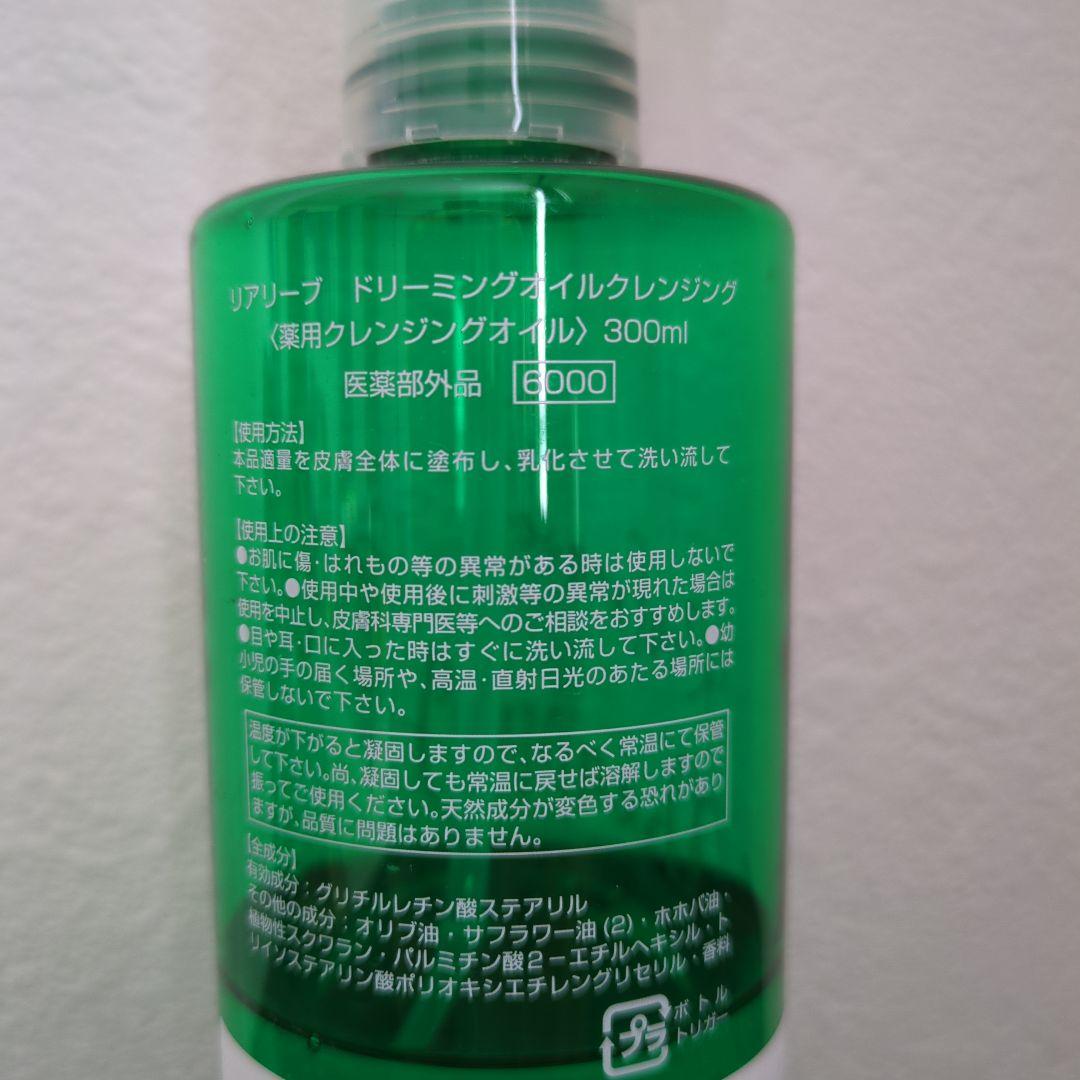 リアリーブ ドリーミングオイルクレンジング
〈薬用クレンジングオイル〉300ml
医薬部外品 6000
【使用方法】
本品適量を皮膚全体に塗布し、乳化させて洗い流して
下さい。
【使用上の注意】
●お肌に傷・はれもの等の異常がある時は使用しないで
下さい。●使用中や使用後に刺激等の異常が現れた場合は
使用を中止し、皮膚科専門医等へのご相談をおすすめします。
●目や耳・口に入った時はすぐに洗い流して下さい。●幼
小児の手の届く場所や、高温・直射日光のあたる場所には
保管しないで下さい。
温度が下がると凝固しますので、なるべく常温にて保管
して下さい。尚、凝固しても常温に戻せば溶解しますので
振ってご使用ください。天然成分が変色する恐れがあり
ますが、品質に問題はありません。
【全成分】
有効成分：グリチルレチン酸ステアリル
その他の成分：オリブ油・サフラワー油(2)・ホホバ油・
植物性スクワラン・パルミチン酸2－エチルヘキシル・ト
リイソステアリン酸ポリオキシエチレングリセリル・香料
プラ
ボトル
トリガー